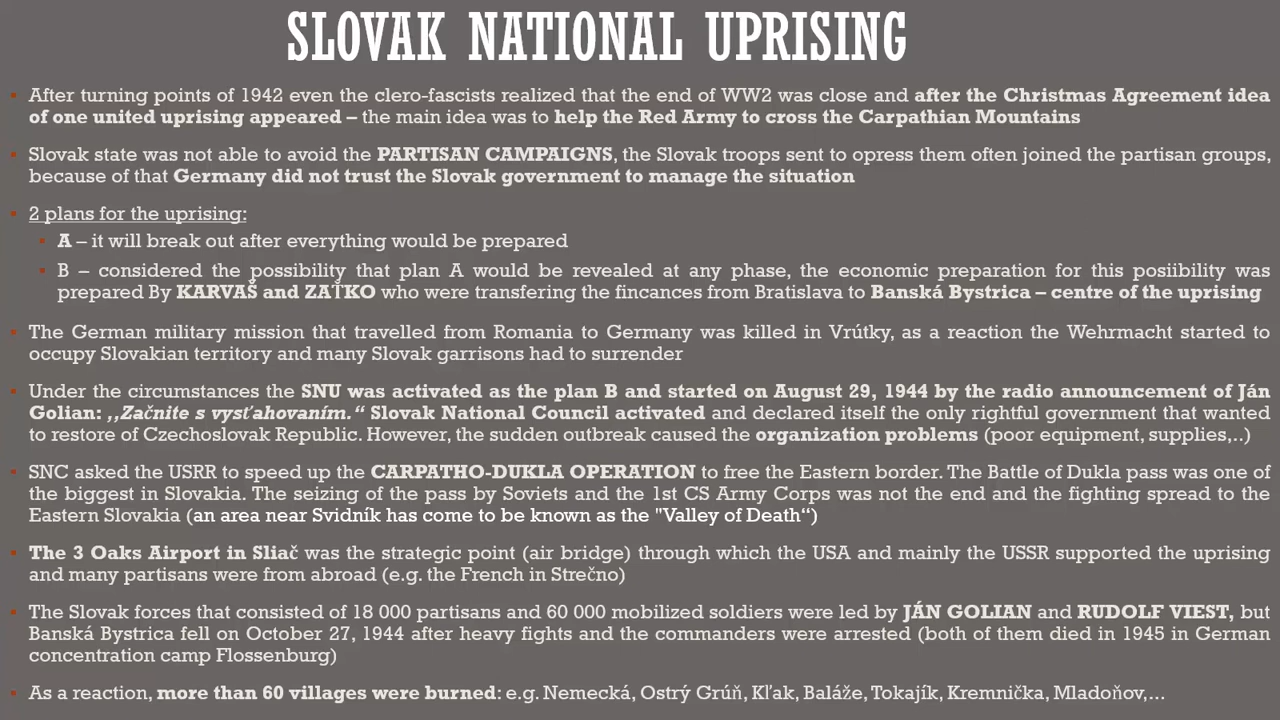 SLOVAK NATIONAL UPRISING
After turning points of 1942 even the clero-fascists realized that the end of WW2 was close and after the Christmas Agreement idea
of one united uprising appeared – the main idea was to help the Red Army to cross the Carpathian Mountains
Slovak state was not able to avoid the PARTISAN CAMPAIGNS, the Slovak troops sent to opress them often joined the partisan groups,
because of that Germany did not trust the Slovak government to manage the situation
2 plans for the uprising:
A – it will break out after everything would be prepared
B – considered the possibility that plan A would be revealed at any phase, the economic preparation for this posiibility was
prepared By KARVAŠ and ZAŤKO who were transfering the fincances from Bratislava to Banská Bystrica – centre of the uprising
The German military mission that travelled from Romania to Germany was killed in Vrútky, as a reaction the Wehrmacht started to
occupy Slovakian territory and many Slovak garrisons had to surrender
Under the circumstances the SNU was activated as the plan B and started on August 29, 1944 by the radio announcement of Ján
Golian: ,,Začnite s vysťahovaním.“ Slovak National Council activated and declared itself the only rightful government that wanted
to restore of Czechoslovak Republic. However, the sudden outbreak caused the organization problems (poor equipment, supplies,..)
SNC asked the USRR to speed up the CARPATHO-DUKLA OPERATION to free the Eastern border. The Battle of Dukla pass was one of
the biggest in Slovakia. The seizing of the pass by Soviets and the 1st CS Army Corps was not the end and the fighting spread to the
Eastern Slovakia (an area near Svidník has come to be known as the "Valley of Death“)
The 3 Oaks Airport in Sliač was the strategic point (air bridge) through which the USA and mainly the USSR supported the uprising
and many partisans were from abroad (e.g. the French in Strečno)
The Slovak forces that consisted of 18 000 partisans and 60 000 mobilized soldiers were led by JÁN GOLIAN and RUDOLF VIEST, but
Banská Bystrica fell on October 27, 1944 after heavy fights and the commanders were arrested (both of them died in 1945 in German
concentration camp Flossenburg)
As a reaction, more than 60 villages were burned: e.g. Nemecká, Ostrý Grúň, Kľak, Baláže, Tokajík, Kremnička, Mladoňov,...